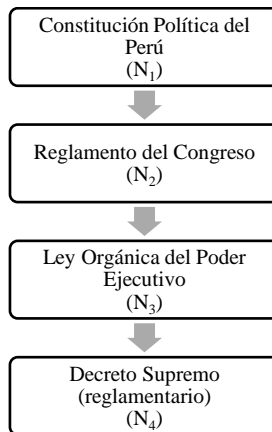 Constitución Política del
Perú
(N₁)
Reglamento del Congreso
(N₂)
Ley Orgánica del Poder
Ejecutivo
(N₃)
Decreto Supremo
(reglamentario)
(N₄)